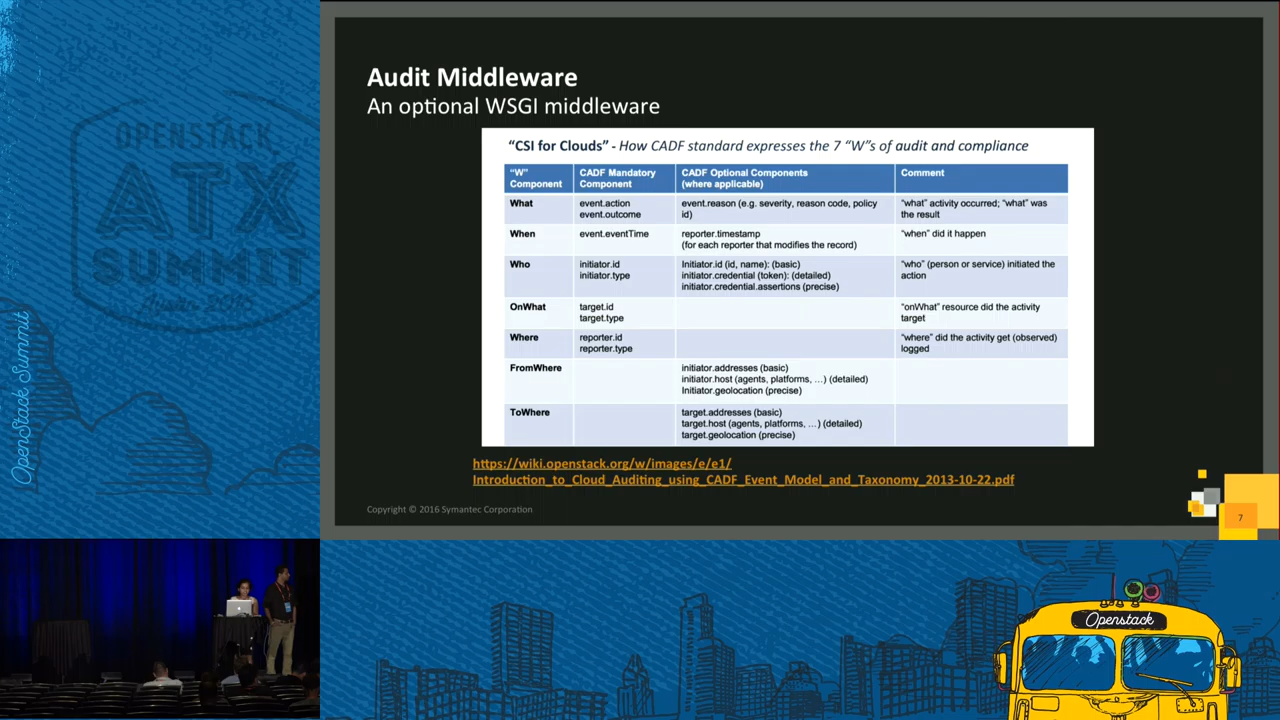 OPENSTACK
ATX
SUMMIT
OpenStack Summit
Audit Middleware
An optional WSGI middleware
“CSI for Clouds” - How CADF standard expresses the 7 “W”s of audit and compliance
“W” Component
CADF Mandatory Component
CADF Optional Components (where applicable)
Comment
What
event.action
event.outcome
event.reason (e.g. severity, reason code, policy id)
“what” activity occurred; “what” was the result
When
event.eventTime
reporter.timestamp
(for each reporter that modifies the record)
“when” did it happen
Who
initiator.id
initiator.type
Initiator.id (id, name): (basic)
initiator.credential (token): (detailed)
initiator.credential.assertions (precise)
“who” (person or service) initiated the action
OnWhat
target.id
target.type
“onWhat” resource did the activity target
Where
reporter.id
reporter.type
“where” did the activity get (observed) logged
FromWhere
initiator.addresses (basic)
initiator.host (agents, platforms, …) (detailed)
Initiator.geolocation (precise)
ToWhere
target.addresses (basic)
target.host (agents, platforms, …) (detailed)
target.geolocation (precise)
https://wiki.openstack.org/w/images/e/e1/
Introduction_to_Cloud_Auditing_using_CADF_Event_Model_and_Taxonomy_2013-10-22.pdf
Copyright © 2016 Symantec Corporation
7
Openstack